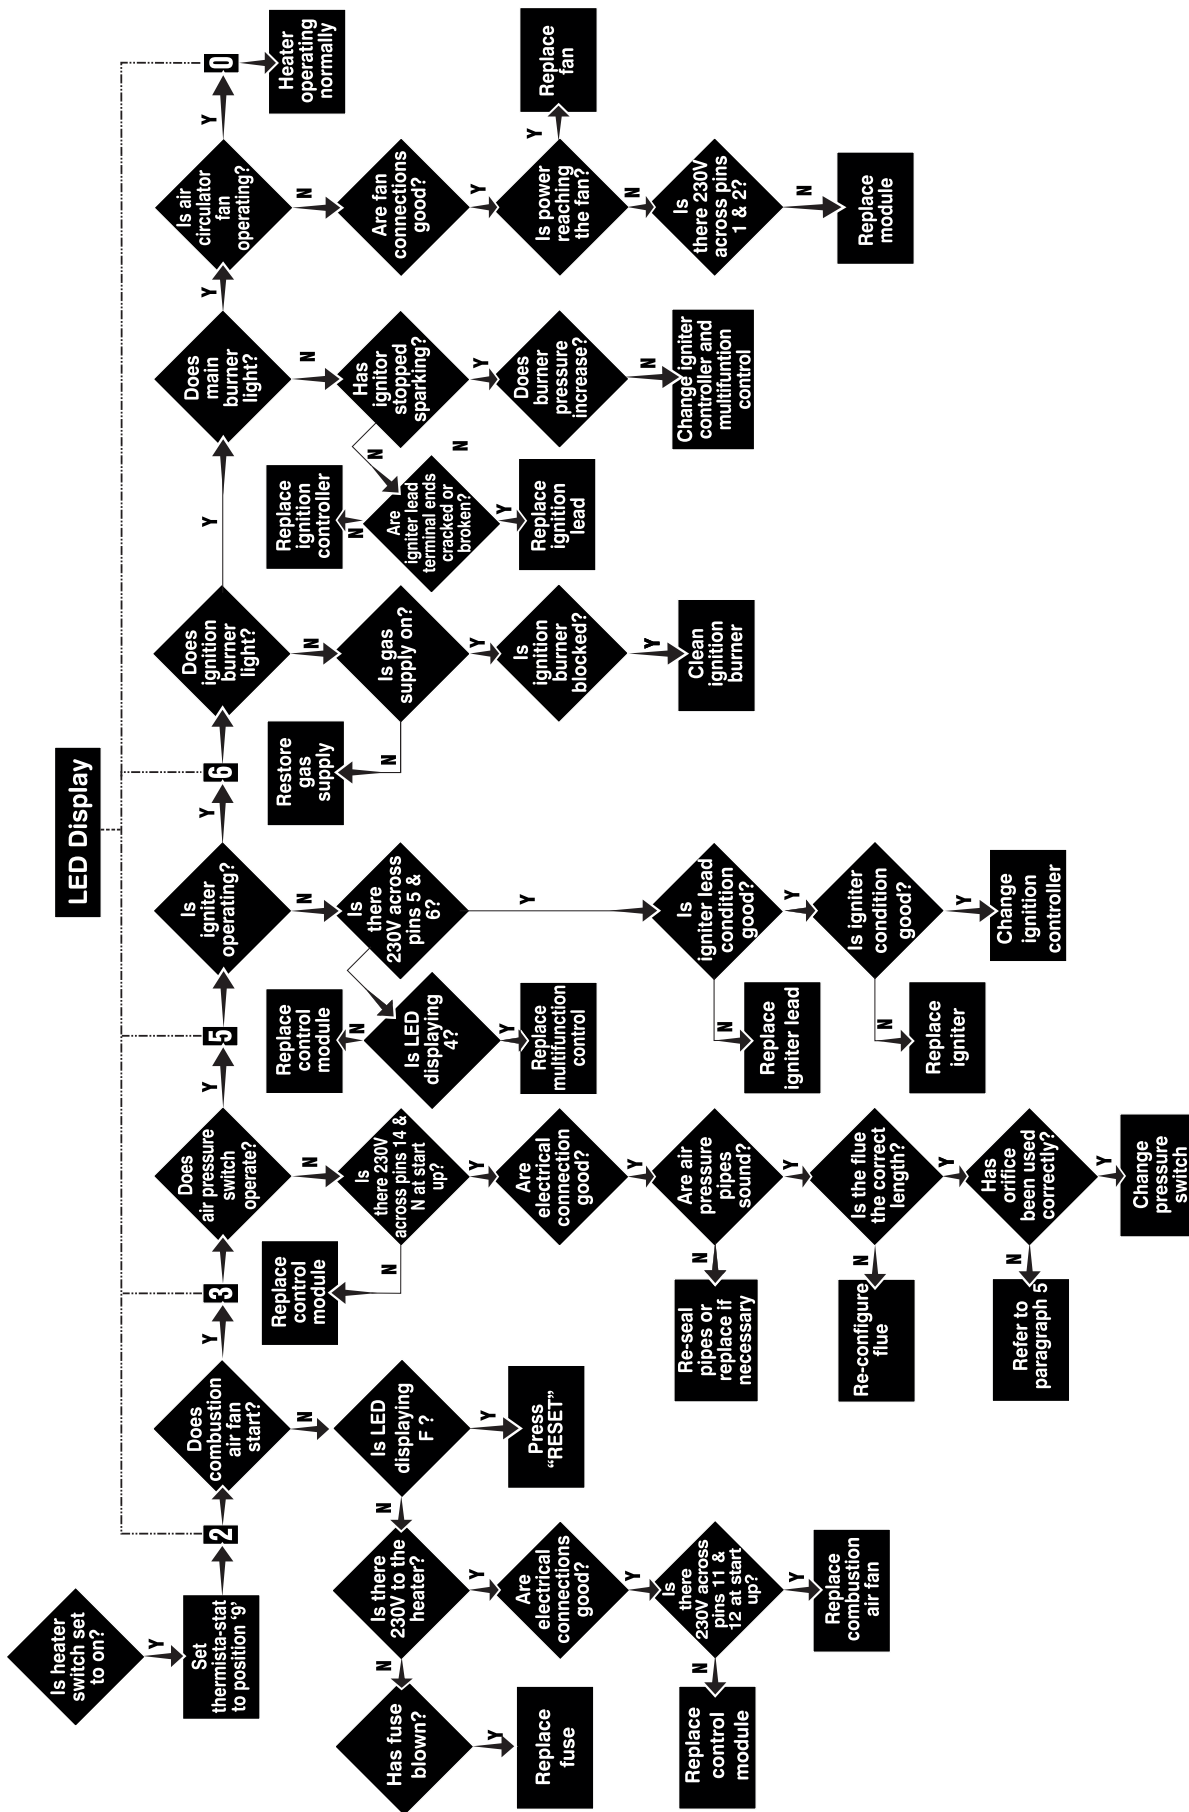 LED Display
Is heater
switch set
to on?
Y
Set
thermista-stat
to position ‘9’
2
Does
combustion
air fan
start?
Y
3
Does
air pressure
switch
operate?
Y
5
Is
igniter
operating?
Y
6
Does
ignition
burner
light?
Y
Does
main
burner
light?
Y
Is air
circulator
fan
operating?
Y
0
Heater
operating
normally
N
Is LED
displaying
F ?
Y
Press
“RESET”
N
Is there
230V to the
heater?
N
Has fuse
blown?
Y
Replace
fuse
Y
Are
electrical
connections
good?
Y
Is
there
230V across
pins 11 &
12 at start
up?
N
Replace
control
module
Y
Replace
combustion
air fan
N
Is
there 230V
across pins 14 &
N at start
up?
N
Replace
control
module
Y
Are
electrical
connection
good?
Y
Are air
pressure
pipes
sound?
N
Re-seal
pipes or
replace if
necessary
Y
Is the flue
the correct
length?
N
Re-configure
flue
Y
Has
orifice
been used
correctly?
N
Refer to
paragraph 5
Y
Change
pressure
switch
N
Is
there
230V across
pins 5 &
6?
Is LED
displaying
4?
N
Replace
control
module
Y
Replace
multifunction
control
Y
Is
igniter lead
condition
good?
N
Replace
igniter lead
Y
Is igniter
condition
good?
N
Replace
igniter
Y
Change
ignition
controller
N
Is gas
supply on?
N
Restore
gas
supply
Y
Is
ignition
burner
blocked?
Y
Clean
ignition
burner
N
Has
ignitor
stopped
sparking?
N
Are
igniter lead
terminal ends
cracked or
broken?
N
Replace
ignition
controller
Y
Replace
ignition
lead
N
Y
Does
burner
pressure
increase?
N
Change igniter
controller and
multifuntion
control
N
Are fan
connections
good?
Y
Is power
reaching
the fan?
Y
Replace
fan
N
Is
there 230V
across pins
1 & 2?
N
Replace
module